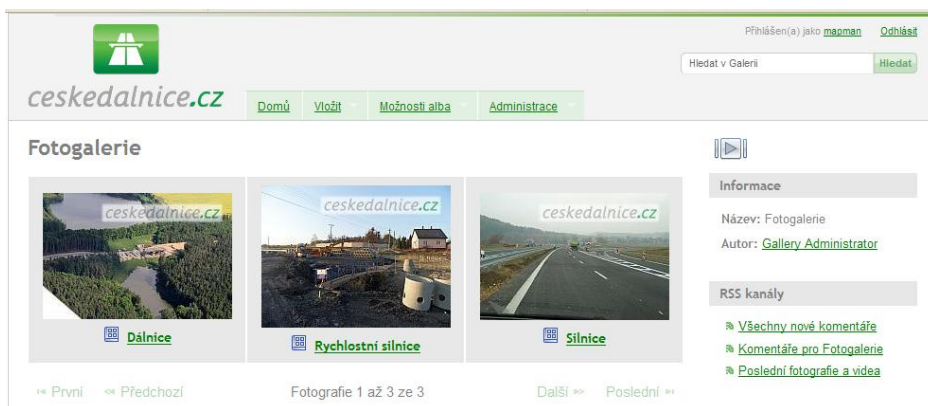 Přihlášen(a) jako mapman Odhlásit
Hledat v Galerii Hledat
ceskedalnice.cz
Domů Vložit Možnosti alba Administrace
Fotogalerie
ceskedalnice.cz
ceskedalnice.cz
ceskedalnice.cz
Dálnice
Rychlostní silnice
Silnice
První Předchozí Fotografie 1 až 3 ze 3 Další Poslední
Informace
Název: Fotogalerie
Autor: Gallery Administrator
RSS kanály
Všechny nové komentáře
Komentáře pro Fotogalerie
Poslední fotografie a videa